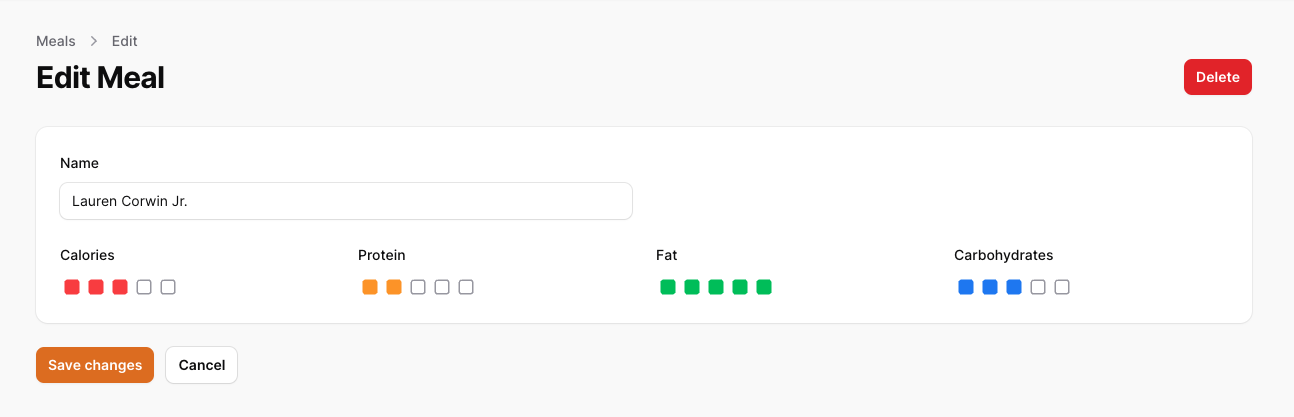 Meals
Edit
Edit Meal
Delete
Name
Lauren Corwin Jr.
Calories
Protein
Fat
Carbohydrates
Save changes
Cancel